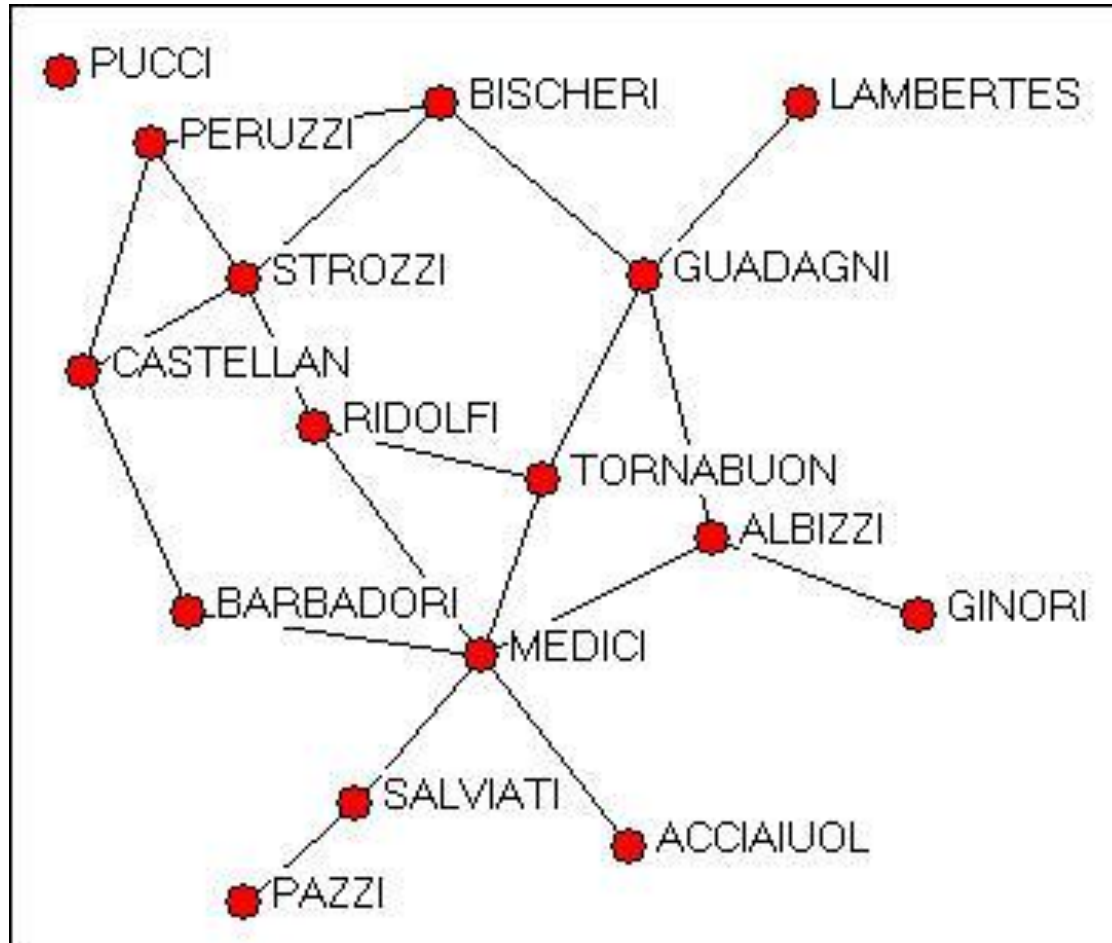 PUCCI
BISCHERI
LAMBERTES
PERUZZI
STROZZI
GUADAGNI
CASTELLAN
RIDOLFI
TORNABUON
ALBIZZI
BARBADORI
GINORI
MEDICI
SALVIATI
ACCIAIUOL
PAZZI